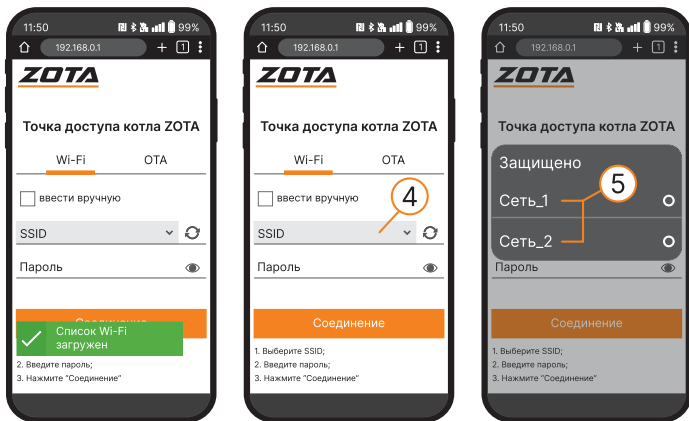 11:50 99%
192.168.0.1 1
ZOTA
Точка доступа котла ZOTA
Wi-Fi OTA
ввести вручную
SSID
Пароль
Список Wi-Fi
загружен
2. Введите пароль;
3. Нажмите “Соединение”
11:50 99%
192.168.0.1 1
ZOTA
Точка доступа котла ZOTA
Wi-Fi OTA
ввести вручную
4
SSID
Пароль
Соединение
1. Выберите SSID;
2. Введите пароль;
3. Нажмите “Соединение”
11:50 99%
192.168.0.1 1
ZOTA
Точка доступа котла ZOTA
Защищено
5
Сеть_1
Сеть_2
Пароль
Соединение
1. Выберите SSID;
2. Введите пароль;
3. Нажмите “Соединение”